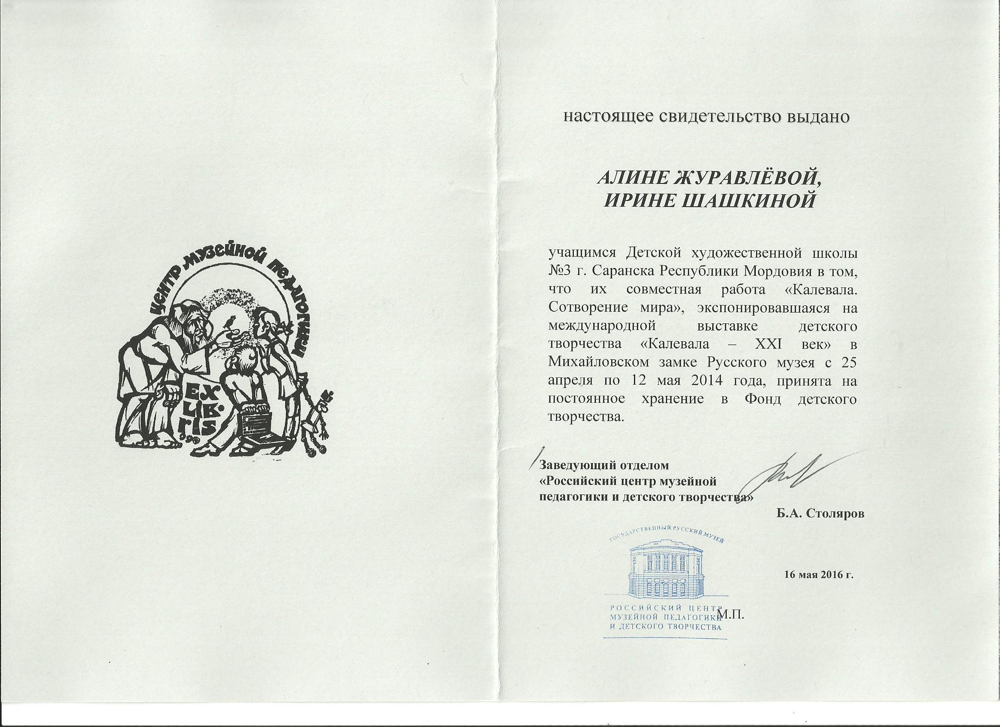 ЦЕНТР МУЗЕЙНОЙ ПЕДАГОГИКИ
EX
LIB-
RIS
настоящее свидетельство выдано
АЛИНЕ ЖУРАВЛЁВОЙ,
ИРИНЕ ШАШКИНОЙ
учащимся Детской художественной школы
№3 г. Саранска Республики Мордовия в том,
что их совместная работа «Калевала.
Сотворение мира», экспонировавшаяся на
международной выставке детского
творчества «Калевала – XXI век» в
Михайловском замке Русского музея с 25
апреля по 12 мая 2014 года, принята на
постоянное хранение в Фонд детского
творчества.
Заведующий отделом
«Российский центр музейной
педагогики и детского творчества»
Б.А. Столяров
ГОСУДАРСТВЕННЫЙ РУССКИЙ МУЗЕЙ
16 мая 2016 г.
РОССИЙСКИЙ ЦЕНТР
МУЗЕЙНОЙ ПЕДАГОГИКИ
М.П.
И ДЕТСКОГО ТВОРЧЕСТВА